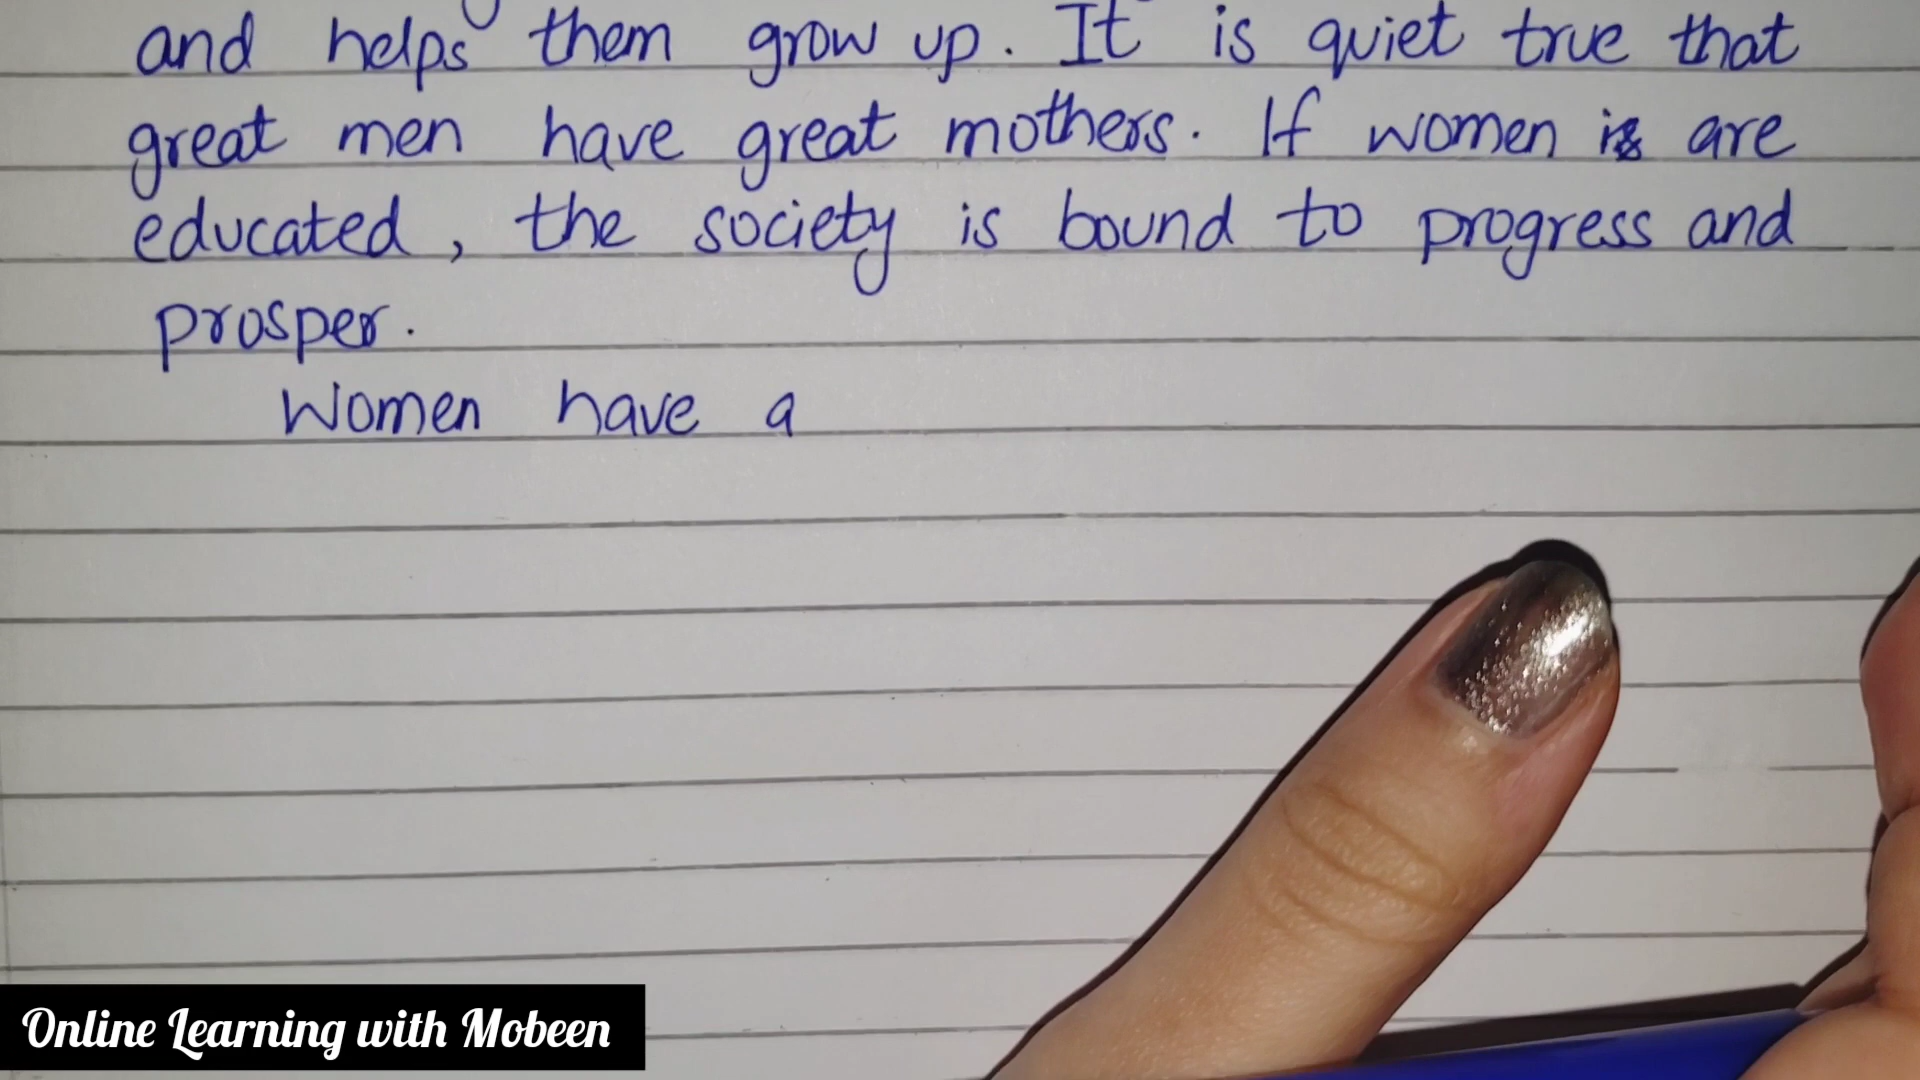 and helps them grow up. It is quiet true that
great men have great mothers. If women is are
educated, the society is bound to progress and
prosper.
Women have a
Online Learning with Mobeen